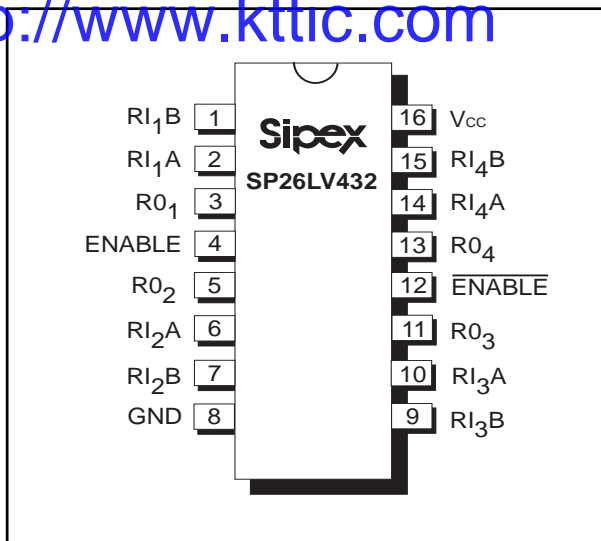 p://www.kttic.com
Sipex
SP26LV432
RI₁B 1
RI₁A 2
R0₁ 3
ENABLE 4
R0₂ 5
RI₂A 6
RI₂B 7
GND 8
16 Vcc
15 RI₄B
14 RI₄A
13 R0₄
12 E̅N̅A̅B̅L̅E̅
11 R0₃
10 RI₃A
9 RI₃B